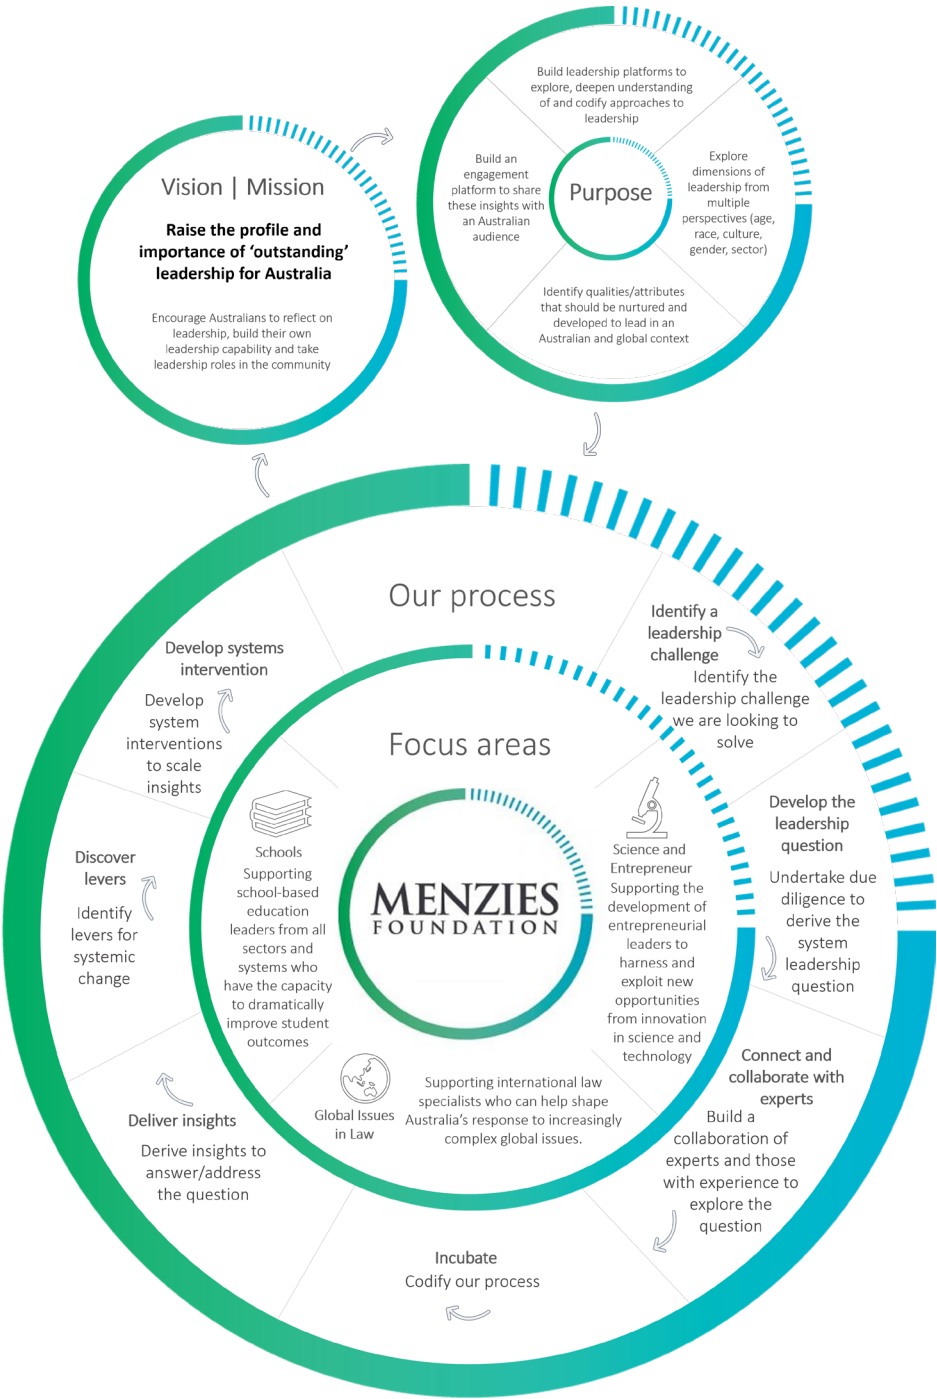 Build leadership platforms to
explore, deepen understanding
of and codify approaches to
leadership
Build an
engagement
platform to share
these insights with
an Australian
audience
Purpose
Explore
dimensions of
leadership from
multiple
perspectives (age,
race, culture,
gender, sector)
Identify qualities/attributes
that should be nurtured and
developed to lead in an
Australian and global context
Vision | Mission
Raise the profile and
importance of ‘outstanding’
leadership for Australia
Encourage Australians to reflect on
leadership, build their own
leadership capability and take
leadership roles in the community
Our process
Identify a
leadership
challenge
Identify the
leadership challenge
we are looking to
solve
Develop the
leadership
question
Undertake due
diligence to
derive the
system
leadership
question
Connect and
collaborate with
experts
Build a
collaboration of
experts and those
with experience to
explore the
question
Incubate
Codify our process
Deliver insights
Derive insights to
answer/address
the question
Discover
levers
Identify
levers for
systemic
change
Develop systems
intervention
Develop
system
interventions
to scale
insights
Focus areas
Schools
Supporting
school-based
education
leaders from all
sectors and
systems who
have the capacity
to dramatically
improve student
outcomes
MENZIES
FOUNDATION
Science and
Entrepreneur
Supporting the
development of
entrepreneurial
leaders to
harness and
exploit new
opportunities
from innovation
in science and
technology
Global Issues
in Law
Supporting international law
specialists who can help shape
Australia’s response to increasingly
complex global issues.